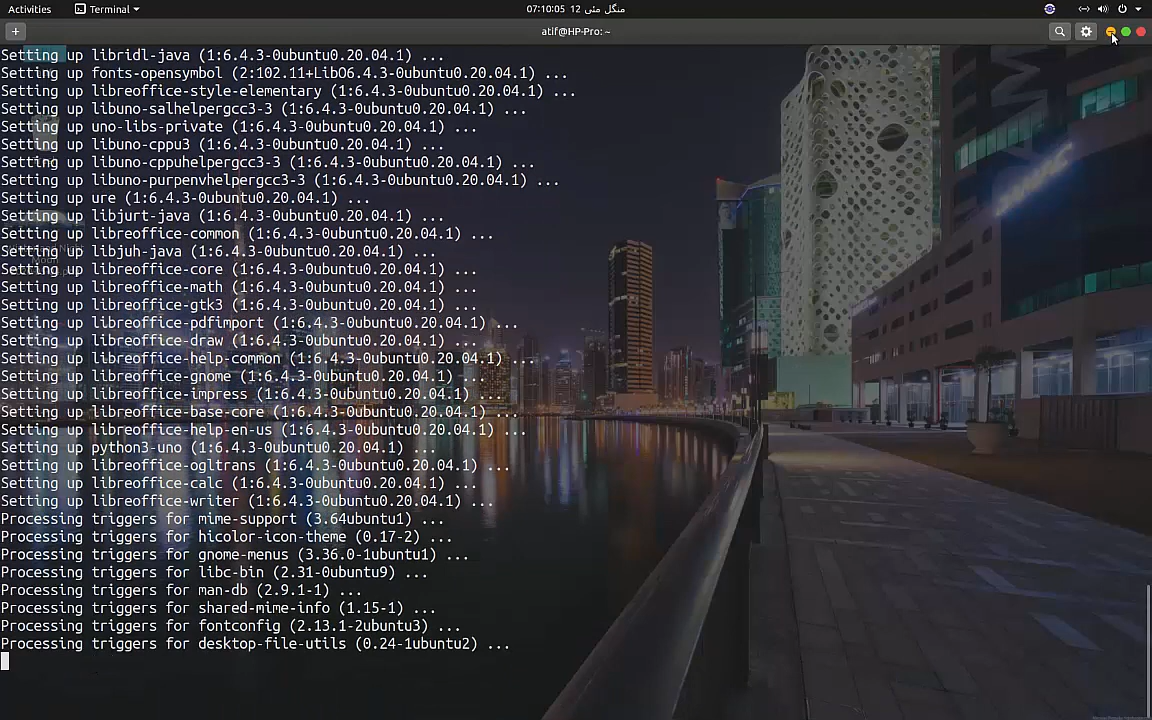 Activities
Terminal
07:10:05 منگل مئی 12
atif@HP-Pro: ~
Setting up libridl-java (1:6.4.3-0ubuntu0.20.04.1) ...
Setting up fonts-opensymbol (2:102.11+LibO6.4.3-0ubuntu0.20.04.1) ...
Setting up libreoffice-style-elementary (1:6.4.3-0ubuntu0.20.04.1) ...
Setting up libuno-salhelpergcc3-3 (1:6.4.3-0ubuntu0.20.04.1) ...
Setting up uno-libs-private (1:6.4.3-0ubuntu0.20.04.1) ...
Setting up libuno-cppu3 (1:6.4.3-0ubuntu0.20.04.1) ...
Setting up libuno-cppuhelpergcc3-3 (1:6.4.3-0ubuntu0.20.04.1) ...
Setting up libuno-purpenvhelpergcc3-3 (1:6.4.3-0ubuntu0.20.04.1) ...
Setting up ure (1:6.4.3-0ubuntu0.20.04.1) ...
Setting up libjurt-java (1:6.4.3-0ubuntu0.20.04.1) ...
Setting up libreoffice-common (1:6.4.3-0ubuntu0.20.04.1) ...
Setting up libjuh-java (1:6.4.3-0ubuntu0.20.04.1) ...
Setting up libreoffice-core (1:6.4.3-0ubuntu0.20.04.1) ...
Setting up libreoffice-math (1:6.4.3-0ubuntu0.20.04.1) ...
Setting up libreoffice-gtk3 (1:6.4.3-0ubuntu0.20.04.1) ...
Setting up libreoffice-pdfimport (1:6.4.3-0ubuntu0.20.04.1) ...
Setting up libreoffice-draw (1:6.4.3-0ubuntu0.20.04.1) ...
Setting up libreoffice-help-common (1:6.4.3-0ubuntu0.20.04.1) ...
Setting up libreoffice-gnome (1:6.4.3-0ubuntu0.20.04.1) ...
Setting up libreoffice-impress (1:6.4.3-0ubuntu0.20.04.1) ...
Setting up libreoffice-base-core (1:6.4.3-0ubuntu0.20.04.1) ...
Setting up libreoffice-help-en-us (1:6.4.3-0ubuntu0.20.04.1) ...
Setting up python3-uno (1:6.4.3-0ubuntu0.20.04.1) ...
Setting up libreoffice-ogltrans (1:6.4.3-0ubuntu0.20.04.1) ...
Setting up libreoffice-calc (1:6.4.3-0ubuntu0.20.04.1) ...
Setting up libreoffice-writer (1:6.4.3-0ubuntu0.20.04.1) ...
Processing triggers for mime-support (3.64ubuntu1) ...
Processing triggers for hicolor-icon-theme (0.17-2) ...
Processing triggers for gnome-menus (3.36.0-1ubuntu1) ...
Processing triggers for libc-bin (2.31-0ubuntu9) ...
Processing triggers for man-db (2.9.1-1) ...
Processing triggers for shared-mime-info (1.15-1) ...
Processing triggers for fontconfig (2.13.1-2ubuntu3) ...
Processing triggers for desktop-file-utils (0.24-1ubuntu2) ...